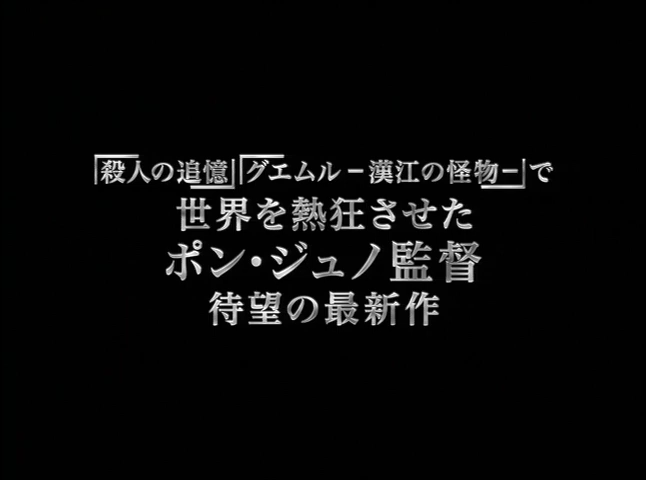 「殺人の追憶」「グエムル－漢江の怪物－」で
世界を熱狂させた
ポン・ジュノ監督
待望の最新作